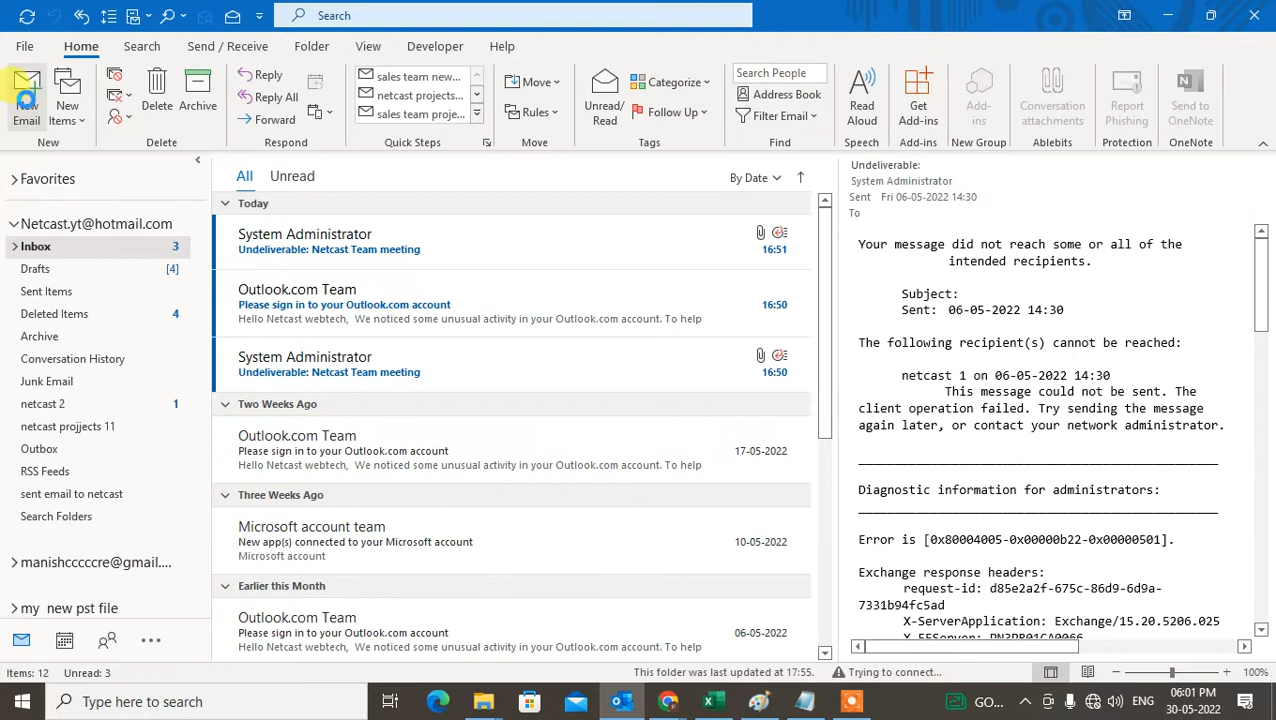 Search
File Home Search Send / Receive Folder View Developer Help
New Email
New Items
New
Delete
Archive
Delete
Reply
Reply All
Forward
Respond
sales team new...
netcast projects...
sales team proje...
Quick Steps
Move
Rules
Move
Unread/ Read
Categorize
Follow Up
Tags
Search People
Address Book
Filter Email
Find
Read Aloud
Speech
Get Add-ins
Add-ins
Add- ins
New Group
Conversation attachments
Ablebits
Report Phishing
Protection
Send to OneNote
OneNote
Favorites
Netcast.yt@hotmail.com
Inbox 3
Drafts [4]
Sent Items
Deleted Items 4
Archive
Conversation History
Junk Email
netcast 2 1
netcast projjects 11
Outbox
RSS Feeds
sent email to netcast
Search Folders
manishcccccre@gmail....
my new pst file
All Unread By Date
Today
System Administrator
Undeliverable: Netcast Team meeting 16:51
Outlook.com Team
Please sign in to your Outlook.com account 16:50
Hello Netcast webtech, We noticed some unusual activity in your Outlook.com account. To help
System Administrator
Undeliverable: Netcast Team meeting 16:50
Two Weeks Ago
Outlook.com Team
Please sign in to your Outlook.com account 17-05-2022
Hello Netcast webtech, We noticed some unusual activity in your Outlook.com account. To help
Three Weeks Ago
Microsoft account team
New app(s) connected to your Microsoft account 10-05-2022
Microsoft account
Earlier this Month
Outlook.com Team
Please sign in to your Outlook.com account 06-05-2022
Hello Netcast webtech, We noticed some unusual activity in your Outlook.com account. To help
Undeliverable:
System Administrator
Sent Fri 06-05-2022 14:30
To
Your message did not reach some or all of the
intended recipients.
Subject:
Sent: 06-05-2022 14:30
The following recipient(s) cannot be reached:
netcast 1 on 06-05-2022 14:30
This message could not be sent. The
client operation failed. Try sending the message
again later, or contact your network administrator.
Diagnostic information for administrators:
Error is [0x80004005-0x00000b22-0x00000501].
Exchange response headers:
request-id: d85e2a2f-675c-86d9-6d9a-
7331b94fc5ad
X-ServerApplication: Exchange/15.20.5206.025
X-FEServer: PN3PR01CA0066
Items: 12 Unread: 3 This folder was last updated at 17:55. Trying to connect... 100%
Type here to search
GO...
ENG
06:01 PM
30-05-2022